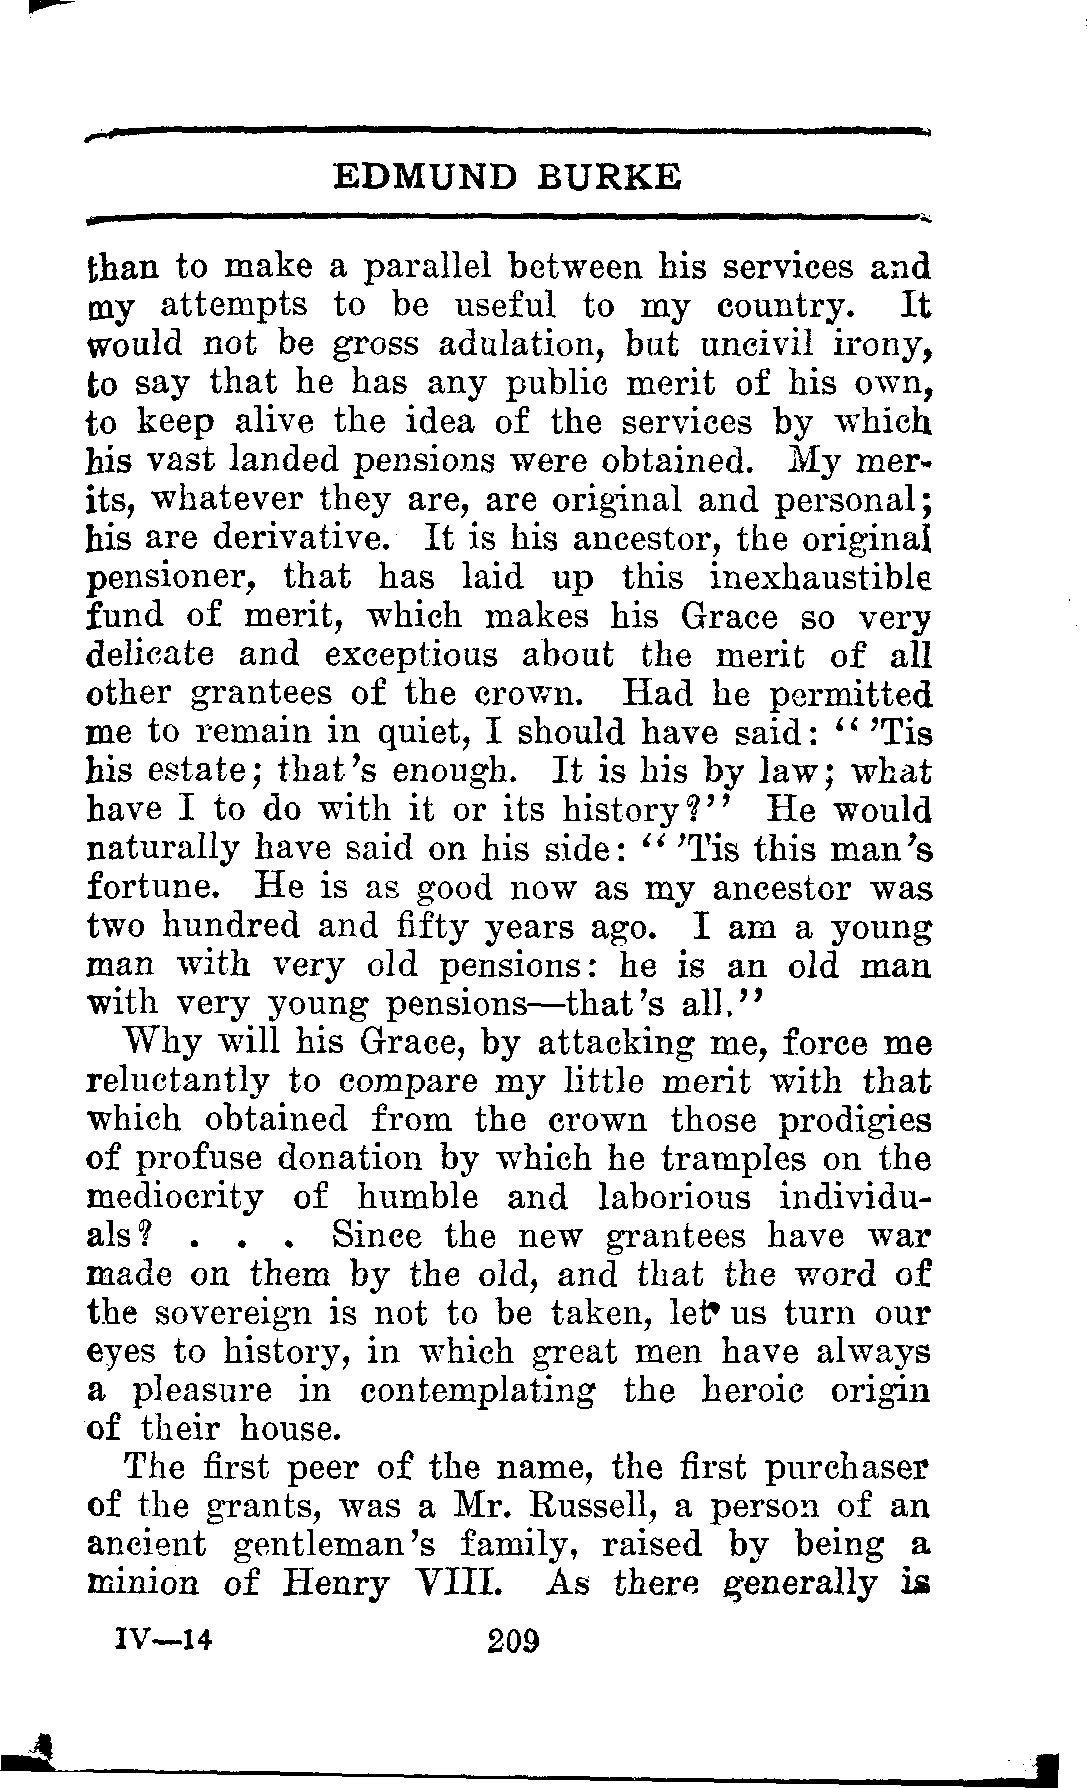 EDMUND BURKE
than to make a parallel between his services and
my attempts to be useful to my country. It
would not be gross adulation, but uncivil irony,
to say that he has any public merit of his own,
to keep alive the idea of the services by which
his vast landed pensions were obtained. My mer-
its, whatever they are, are original and personal;
his are derivative. It is his ancestor, the original
pensioner, that has laid up this inexhaustible
fund of merit, which makes his Grace so very
delicate and exceptious about the merit of all
other grantees of the crown. Had he permitted
me to remain in quiet, I should have said: “ ’Tis
his estate; that’s enough. It is his by law; what
have I to do with it or its history?” He would
naturally have said on his side: “ ’Tis this man’s
fortune. He is as good now as my ancestor was
two hundred and fifty years ago. I am a young
man with very old pensions: he is an old man
with very young pensions—that’s all.”
Why will his Grace, by attacking me, force me
reluctantly to compare my little merit with that
which obtained from the crown those prodigies
of profuse donation by which he tramples on the
mediocrity of humble and laborious individu-
als? . . . Since the new grantees have war
made on them by the old, and that the word of
the sovereign is not to be taken, let us turn our
eyes to history, in which great men have always
a pleasure in contemplating the heroic origin
of their house.
The first peer of the name, the first purchaser
of the grants, was a Mr. Russell, a person of an
ancient gentleman’s family, raised by being a
minion of Henry VIII. As there generally is
IV—14 209